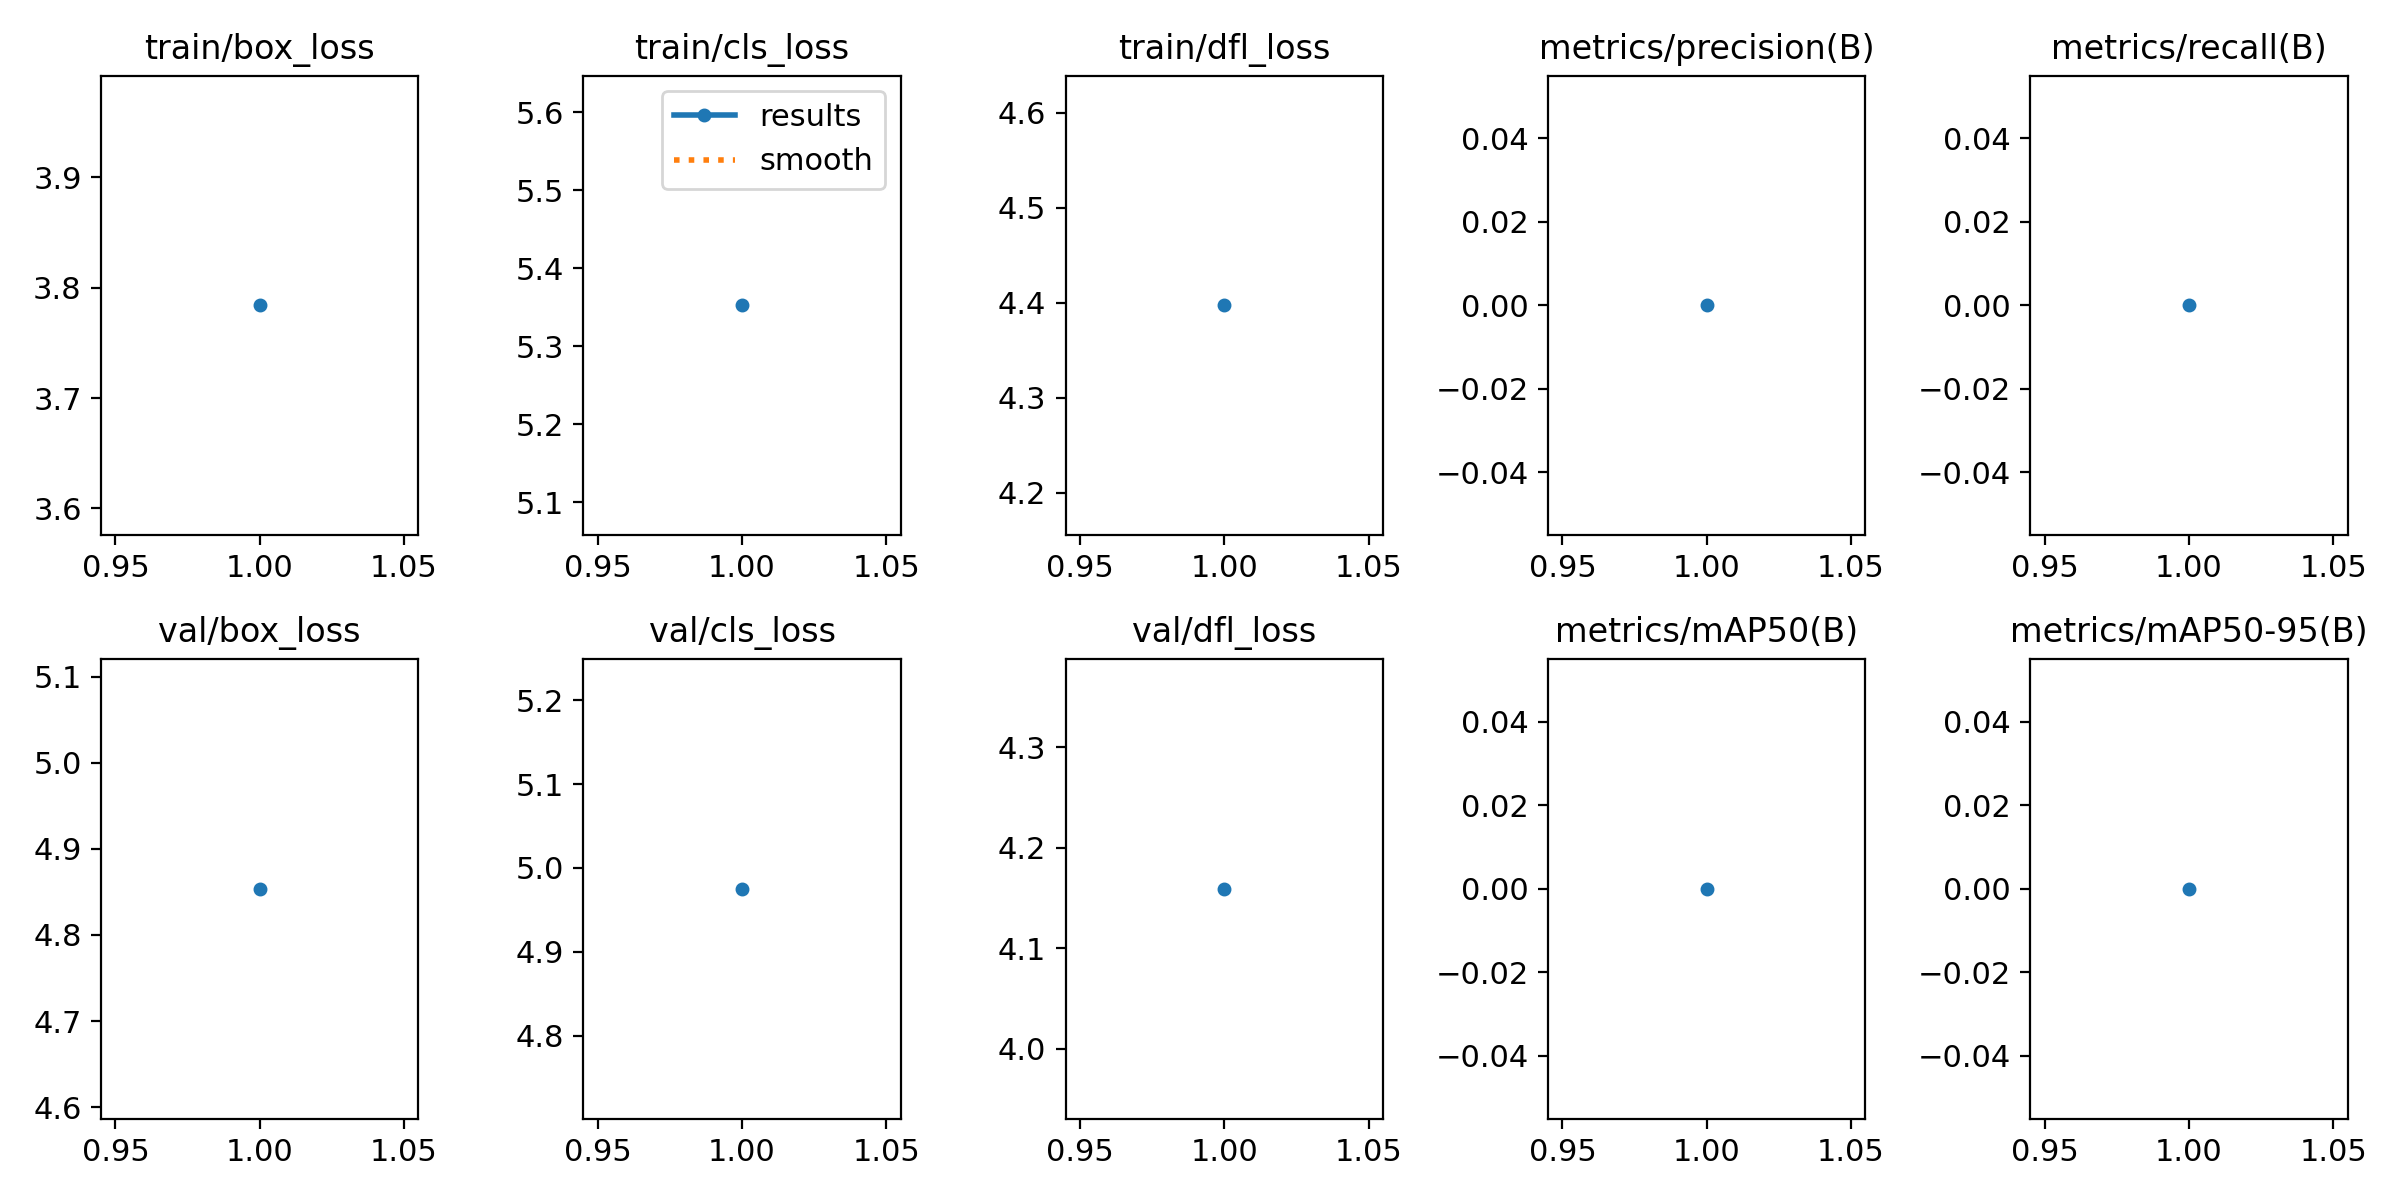 train/box_loss
3.9
3.8
3.7
3.6
0.95 1.00 1.05
train/cls_loss
results
smooth
5.6
5.5
5.4
5.3
5.2
5.1
0.95 1.00 1.05
train/dfl_loss
4.6
4.5
4.4
4.3
4.2
0.95 1.00 1.05
metrics/precision(B)
0.04
0.02
0.00
−0.02
−0.04
0.95 1.00 1.05
metrics/recall(B)
0.04
0.02
0.00
−0.02
−0.04
0.95 1.00 1.05
val/box_loss
5.1
5.0
4.9
4.8
4.7
4.6
0.95 1.00 1.05
val/cls_loss
5.2
5.1
5.0
4.9
4.8
0.95 1.00 1.05
val/dfl_loss
4.3
4.2
4.1
4.0
0.95 1.00 1.05
metrics/mAP50(B)
0.04
0.02
0.00
−0.02
−0.04
0.95 1.00 1.05
metrics/mAP50-95(B)
0.04
0.02
0.00
−0.02
−0.04
0.95 1.00 1.05